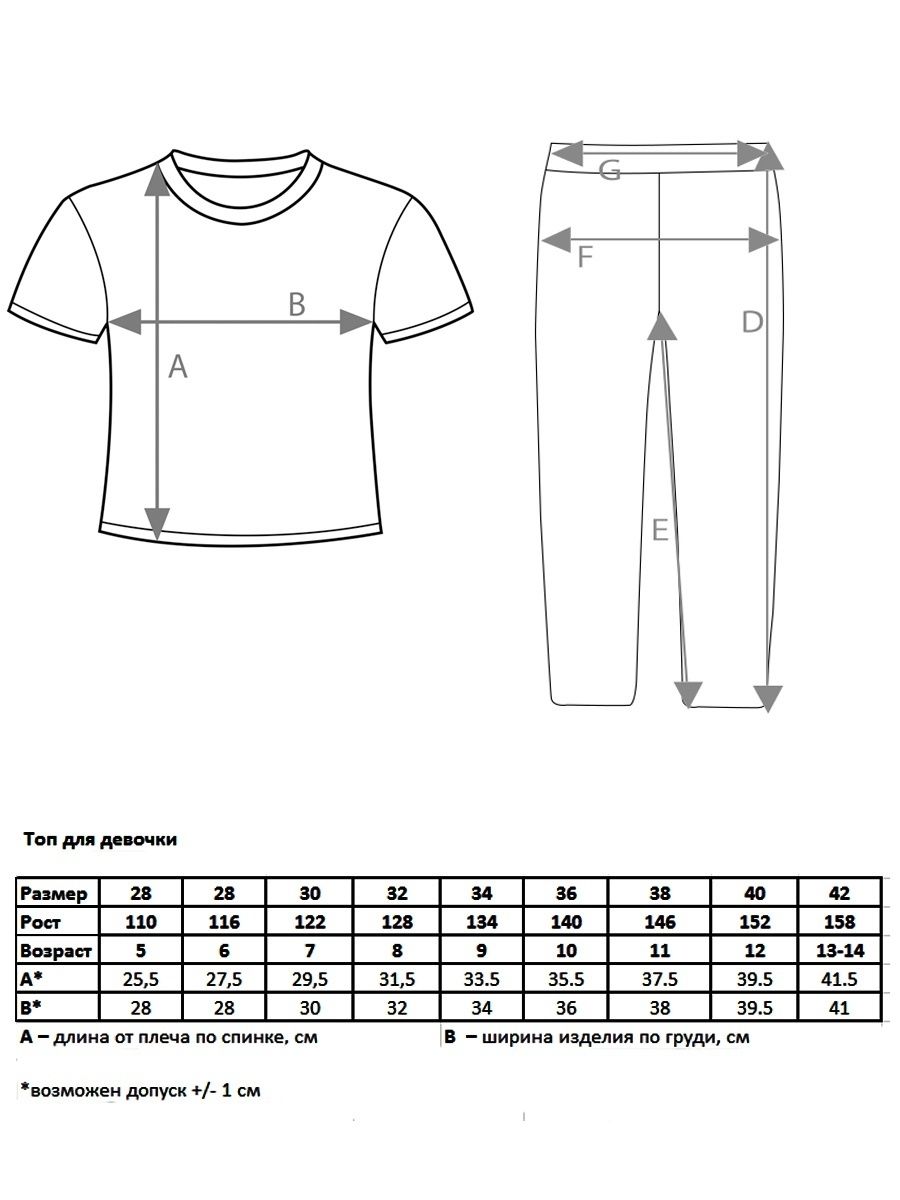 G
F
B
D
A
E
Топ для девочки
Размер 28 28 30 32 34 36 38 40 42
Рост 110 116 122 128 134 140 146 152 158
Возраст 5 6 7 8 9 10 11 12 13-14
А* 25,5 27,5 29,5 31,5 33.5 35.5 37.5 39.5 41.5
В* 28 28 30 32 34 36 38 39.5 41
А – длина от плеча по спинке, см В – ширина изделия по груди, см
*возможен допуск +/- 1 см